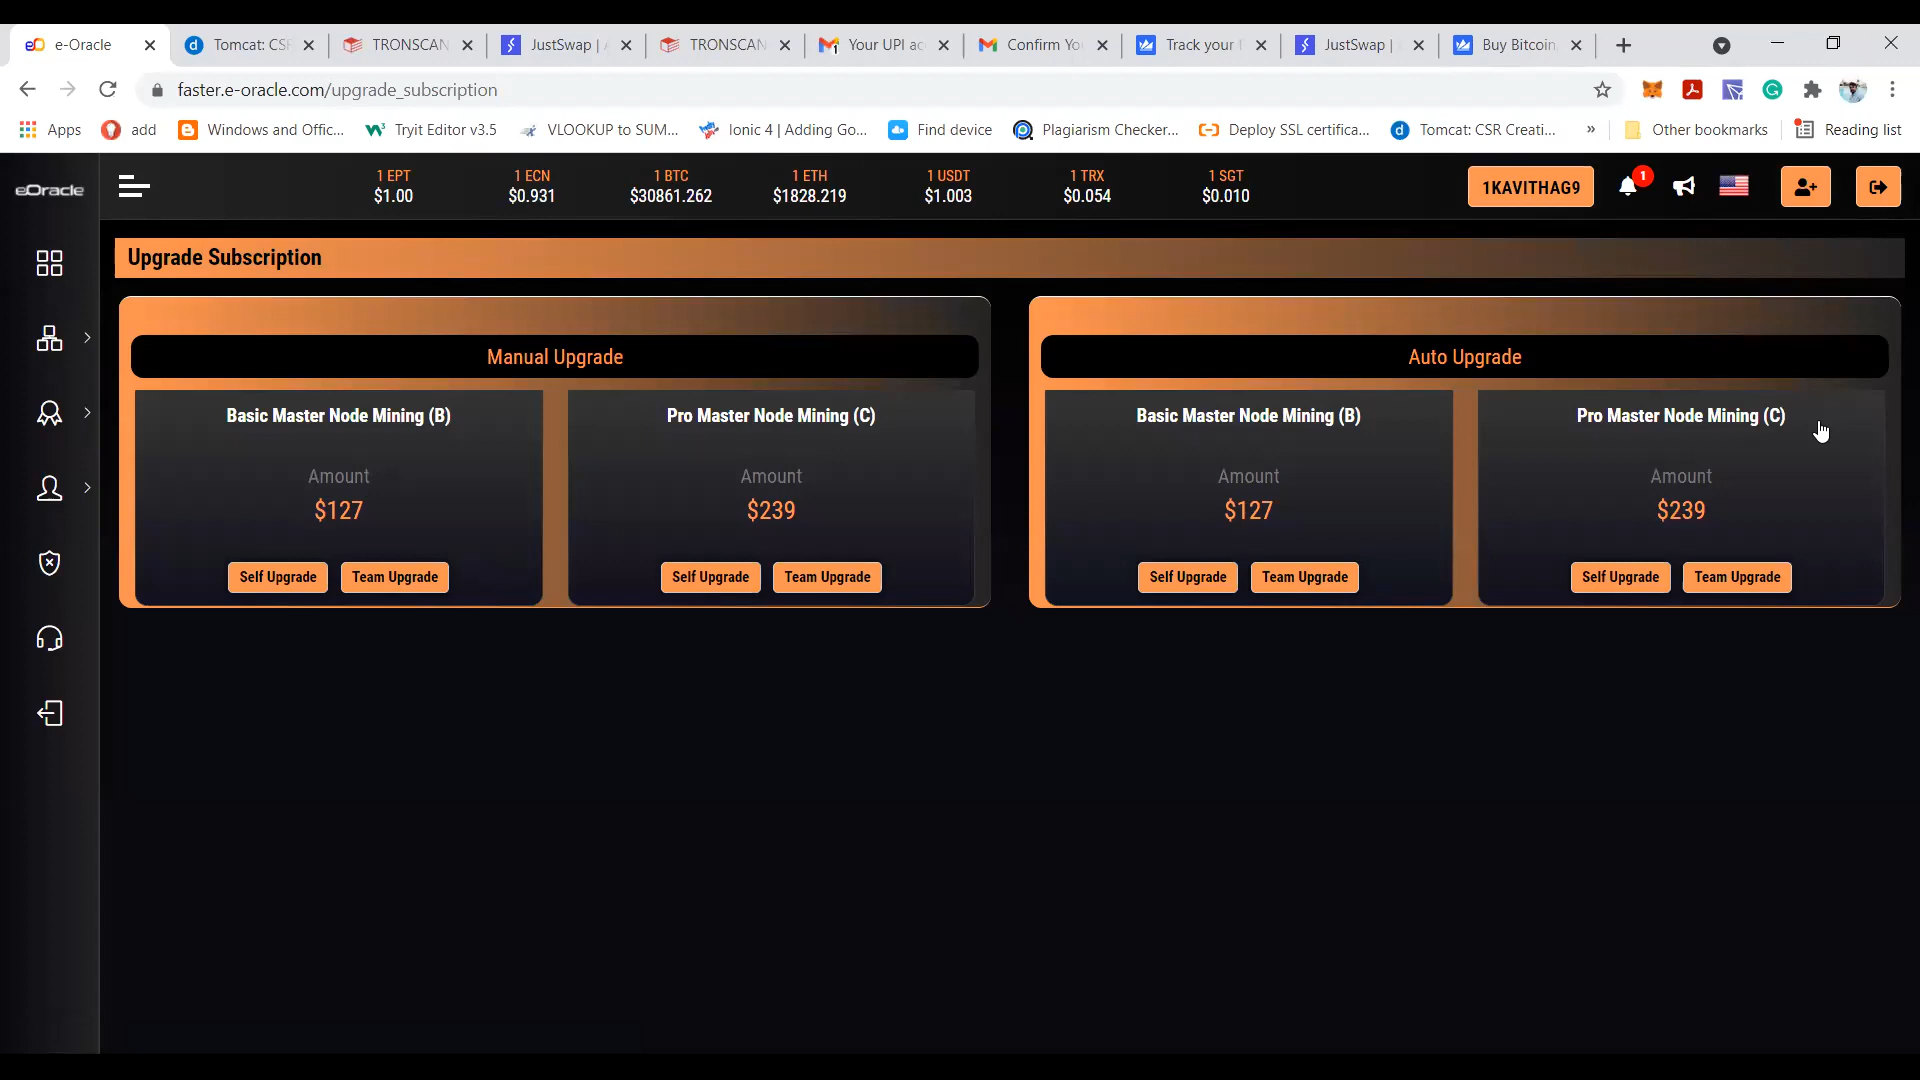 e-Oracle
Tomcat: CSR
TRONSCAN
JustSwap |
TRONSCAN
Your UPI ac
Confirm Yo
Track your
JustSwap |
Buy Bitcoin
faster.e-oracle.com/upgrade_subscription
Apps
add
Windows and Offic...
Tryit Editor v3.5
VLOOKUP to SUM...
Ionic 4 | Adding Go...
Find device
Plagiarism Checker...
Deploy SSL certifica...
Tomcat: CSR Creati...
»
Other bookmarks
Reading list
eOracle
1 EPT
$1.00
1 ECN
$0.931
1 BTC
$30861.262
1 ETH
$1828.219
1 USDT
$1.003
1 TRX
$0.054
1 SGT
$0.010
1KAVITHAG9
1
Upgrade Subscription
Manual Upgrade
Basic Master Node Mining (B)
Amount
$127
Self Upgrade
Team Upgrade
Pro Master Node Mining (C)
Amount
$239
Self Upgrade
Team Upgrade
Auto Upgrade
Basic Master Node Mining (B)
Amount
$127
Self Upgrade
Team Upgrade
Pro Master Node Mining (C)
Amount
$239
Self Upgrade
Team Upgrade